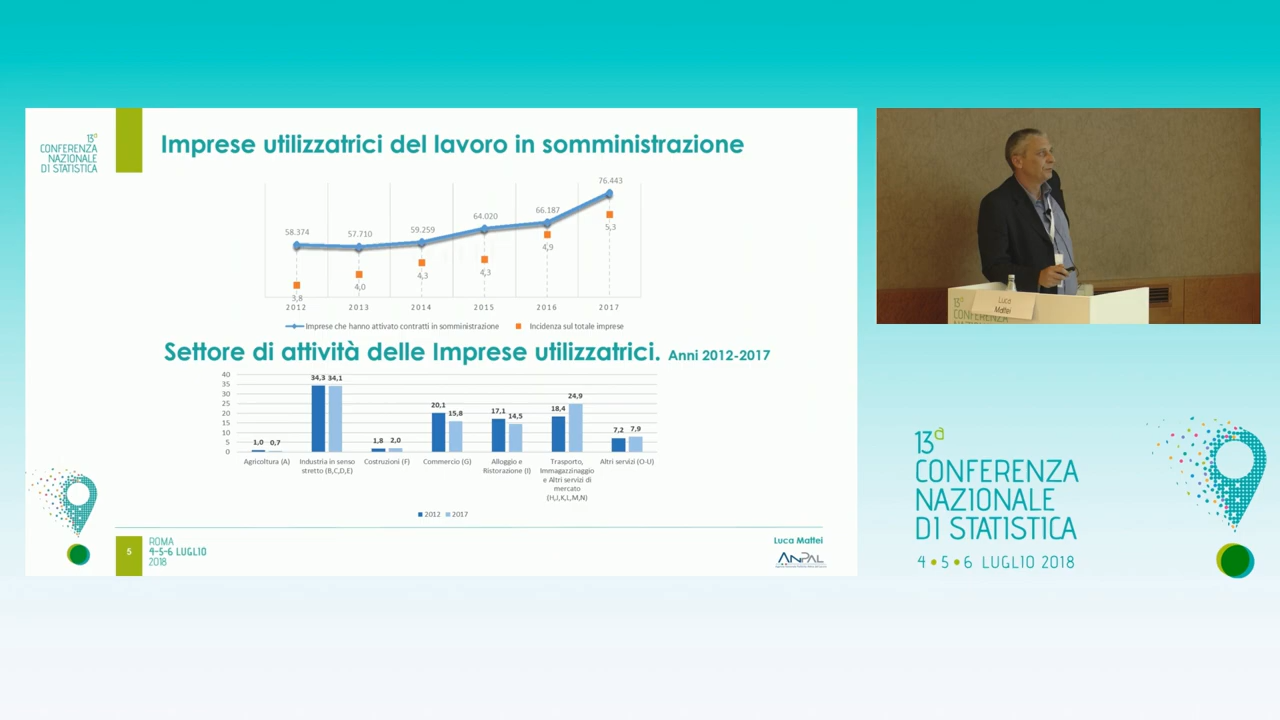 13a
CONFERENZA
NAZIONALE
DI STATISTICA
Imprese utilizzatrici del lavoro in somministrazione
58.374
57.710
59.259
64.020
66.187
76.443
3,8
4,0
4,3
4,3
4,9
5,3
2012 2013 2014 2015 2016 2017
Imprese che hanno attivato contratti in somministrazione Incidenza sul totale imprese
Settore di attività delle Imprese utilizzatrici. Anni 2012-2017
40
35
30
25
20
15
10
5
0
1,0 0,7
34,3 34,1
1,8 2,0
20,1 15,8
17,1 14,5
18,4 24,9
7,2 7,9
Agricoltura (A)
Industria in senso
stretto (B,C,D,E)
Costruzioni (F)
Commercio (G)
Alloggio e
Ristorazione (I)
Trasporto,
Immagazzinaggio
e Altri servizi di
mercato
(H,J,K,L,M,N)
Altri servizi (O-U)
2012 2017
5
ROMA
4-5-6 LUGLIO
2018
Luca Mattei
ANPAL
13a
CONFERENZA
Luca
Mattei
13a
CONFERENZA
NAZIONALE
DI STATISTICA
4•5•6 LUGLIO 2018